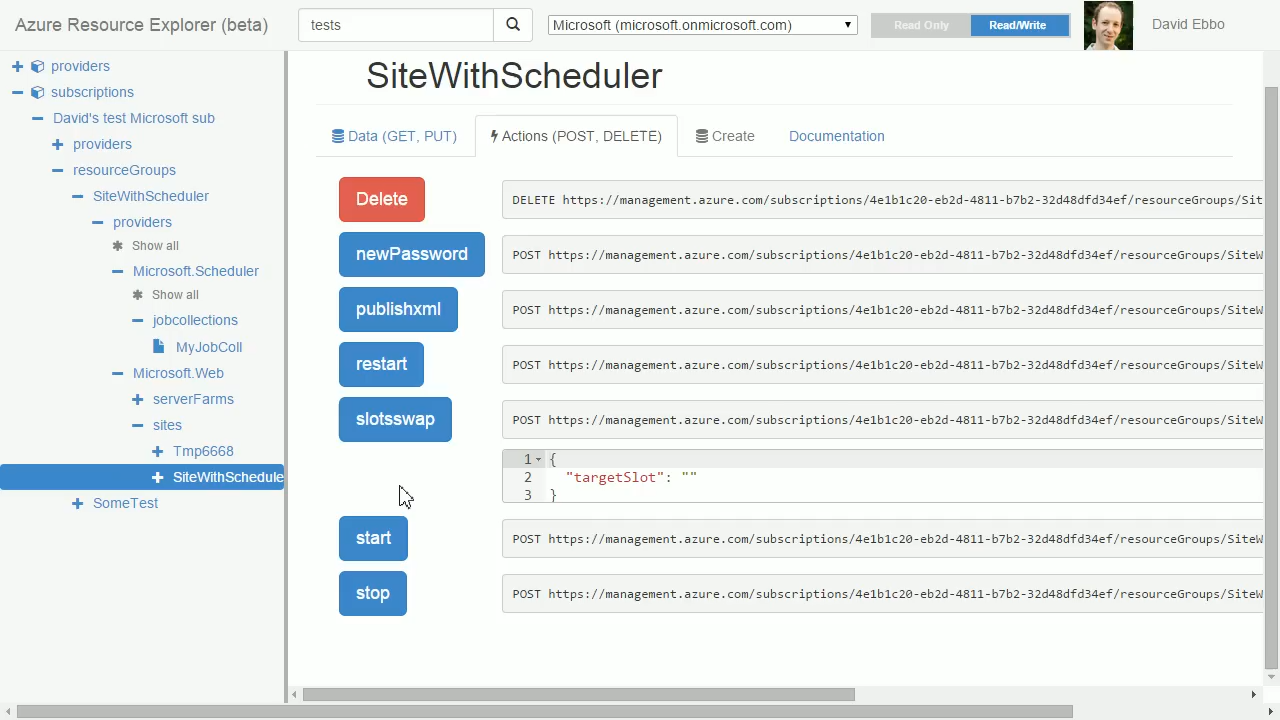 Azure Resource Explorer (beta)
tests
Microsoft (microsoft.onmicrosoft.com)
Read Only
Read/Write
David Ebbo
providers
subscriptions
David's test Microsoft sub
providers
resourceGroups
SiteWithScheduler
providers
Show all
Microsoft.Scheduler
Show all
jobcollections
MyJobColl
Microsoft.Web
serverFarms
sites
Tmp6668
SiteWithSchedule
SomeTest
SiteWithScheduler
Data (GET, PUT)
Actions (POST, DELETE)
Create
Documentation
Delete
DELETE https://management.azure.com/subscriptions/4e1b1c20-eb2d-4811-b7b2-32d48dfd34ef/resourceGroups/Sit
newPassword
POST https://management.azure.com/subscriptions/4e1b1c20-eb2d-4811-b7b2-32d48dfd34ef/resourceGroups/SiteW
publishxml
POST https://management.azure.com/subscriptions/4e1b1c20-eb2d-4811-b7b2-32d48dfd34ef/resourceGroups/SiteW
restart
POST https://management.azure.com/subscriptions/4e1b1c20-eb2d-4811-b7b2-32d48dfd34ef/resourceGroups/SiteW
slotsswap
POST https://management.azure.com/subscriptions/4e1b1c20-eb2d-4811-b7b2-32d48dfd34ef/resourceGroups/SiteW
1 {
2 "targetSlot": ""
3 }
start
POST https://management.azure.com/subscriptions/4e1b1c20-eb2d-4811-b7b2-32d48dfd34ef/resourceGroups/SiteW
stop
POST https://management.azure.com/subscriptions/4e1b1c20-eb2d-4811-b7b2-32d48dfd34ef/resourceGroups/SiteW